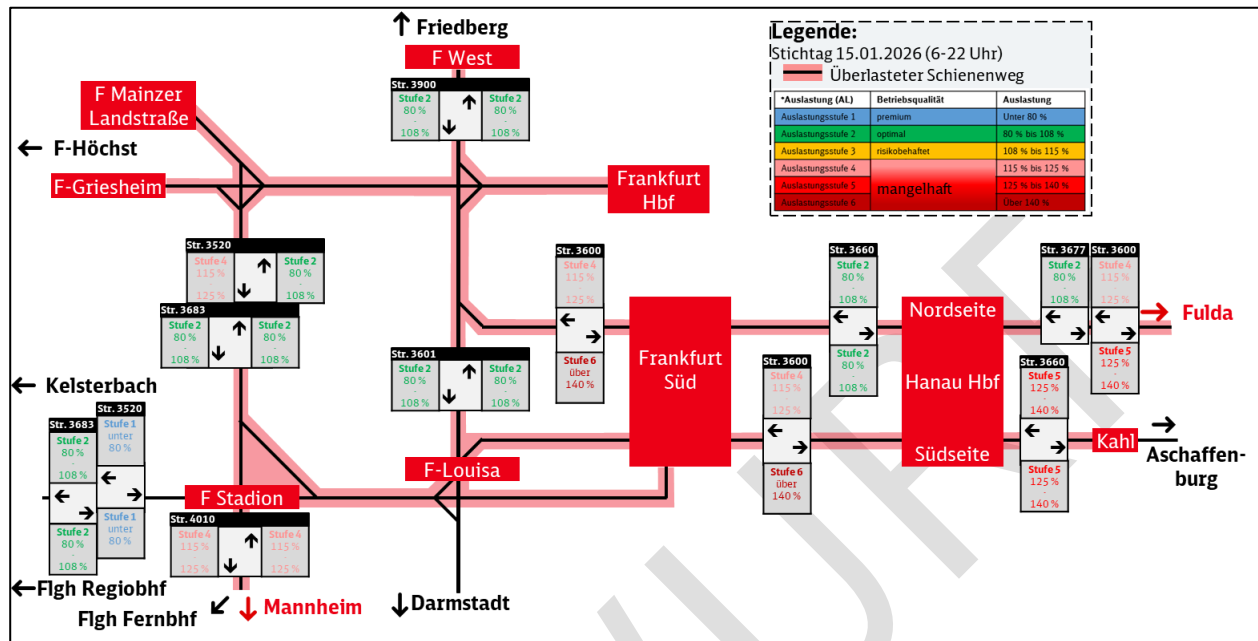 Friedberg
F West
Legende:
Stichtag 15.01.2026 (6-22 Uhr)
Überlasteter Schienenweg
*Auslastung (AL) Betriebsqualität Auslastung
Auslastungsstufe 1 premium Unter 80 %
Auslastungsstufe 2 optimal 80 % bis 108 %
Auslastungsstufe 3 risikobehaftet 108 % bis 115 %
Auslastungsstufe 4 115 % bis 125 %
Auslastungsstufe 5 mangelhaft 125 % bis 140 %
Auslastungsstufe 6 Über 140 %
F Mainzer
Landstraße
Str. 3900
Stufe 2 Stufe 2
80 % 80 %
- -
108 % 108 %
F-Höchst
F-Griesheim
Frankfurt
Hbf
Str. 3520
Stufe 4 Stufe 2
115 % 80 %
- -
125 % 108 %
Str. 3683
Stufe 2 Stufe 2
80 % 80 %
- -
108 % 108 %
Str. 3600
Stufe 4
115 %
-
125 %
Stufe 6
über
140 %
Str. 3660
Stufe 2
80 %
-
108 %
Stufe 2
80 %
-
108 %
Str. 3677
Stufe 2
80 %
-
108 %
Str. 3600
Stufe 4
115 %
-
125 %
Stufe 5
125 %
-
140 %
Fulda
Frankfurt
Süd
Nordseite
Hanau Hbf
Südseite
Str. 3601
Stufe 2 Stufe 2
80 % 80 %
- -
108 % 108 %
Str. 3600
Stufe 4
115 %
-
125 %
Stufe 6
über
140 %
Str. 3660
Stufe 5
125 %
-
140 %
Stufe 5
125 %
-
140 %
Kahl
Aschaffen-
burg
Kelsterbach
Str. 3683
Stufe 2
80 %
-
108 %
Stufe 2
80 %
-
108 %
Str. 3520
Stufe 1
unter
80 %
Stufe 1
unter
80 %
F-Louisa
F Stadion
Str. 4010
Stufe 4 Stufe 4
115 % 115 %
- -
125 % 125 %
Flgh Regiobhf
Flgh Fernbhf
Mannheim
Darmstadt